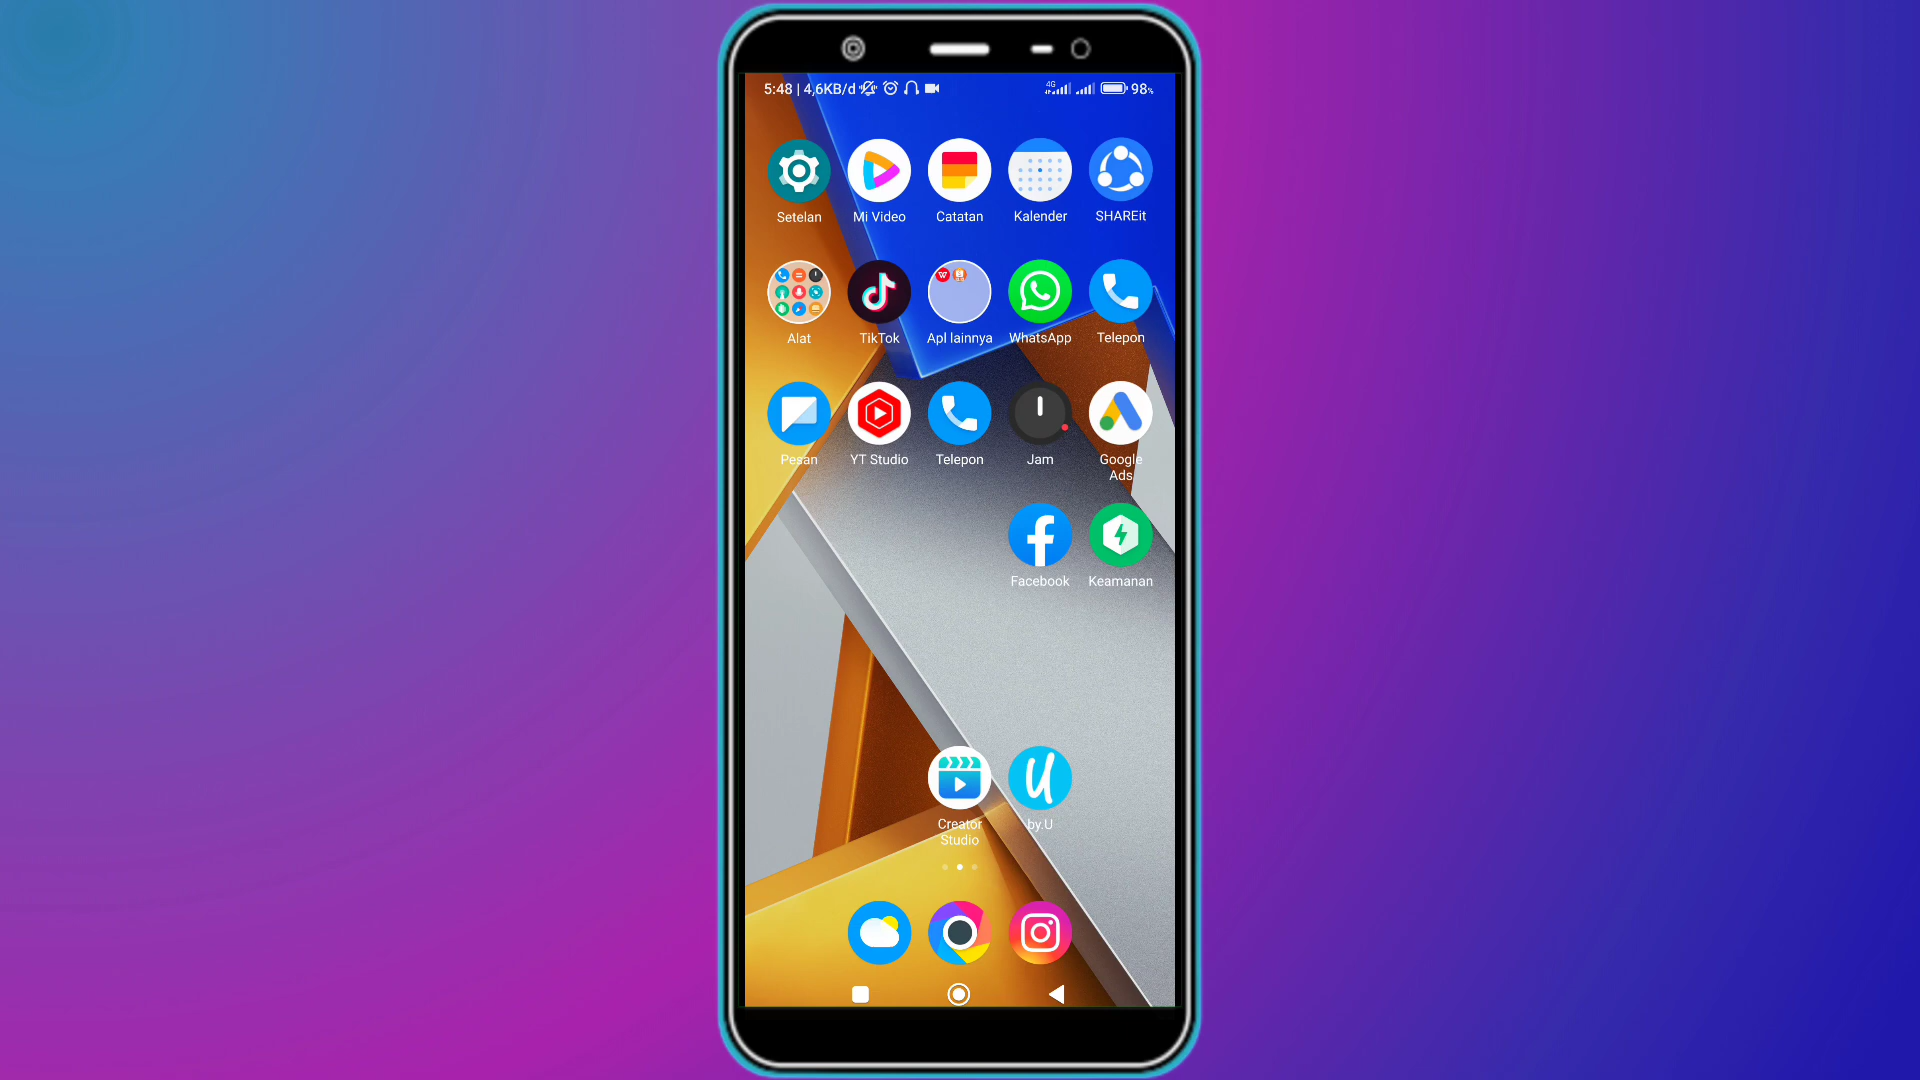 5:48 | 4,6KB/d 4G 98%
Setelan Mi Video Catatan Kalender SHAREit
Alat TikTok Apl lainnya WhatsApp Telepon
Pesan YT Studio Telepon Jam Google
Ads
Facebook Keamanan
Creator by.U
Studio